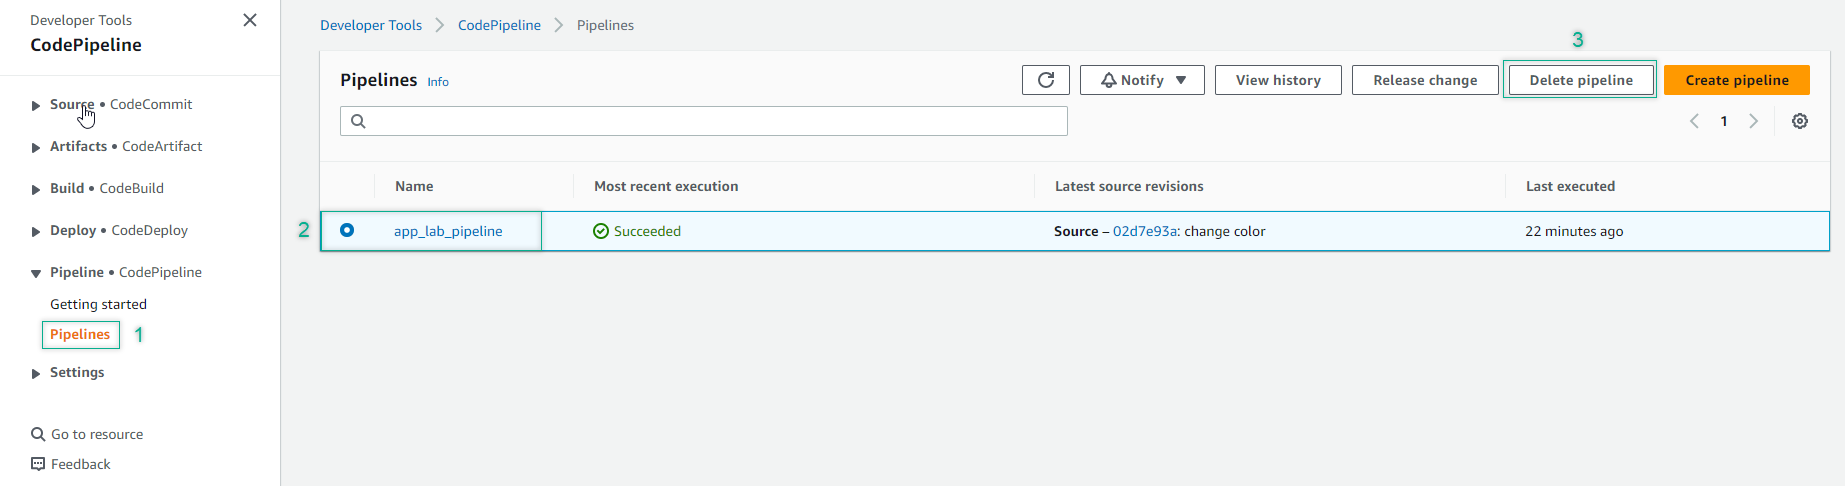 Developer Tools
CodePipeline
Source • CodeCommit
Artifacts • CodeArtifact
Build • CodeBuild
Deploy • CodeDeploy
Pipeline • CodePipeline
Getting started
Pipelines 1
Settings
Go to resource
Feedback
Developer Tools CodePipeline Pipelines
3
Pipelines Info Notify View history Release change Delete pipeline Create pipeline
1
Name Most recent execution Latest source revisions Last executed
2 app_lab_pipeline Succeeded Source – 02d7e93a: change color 22 minutes ago